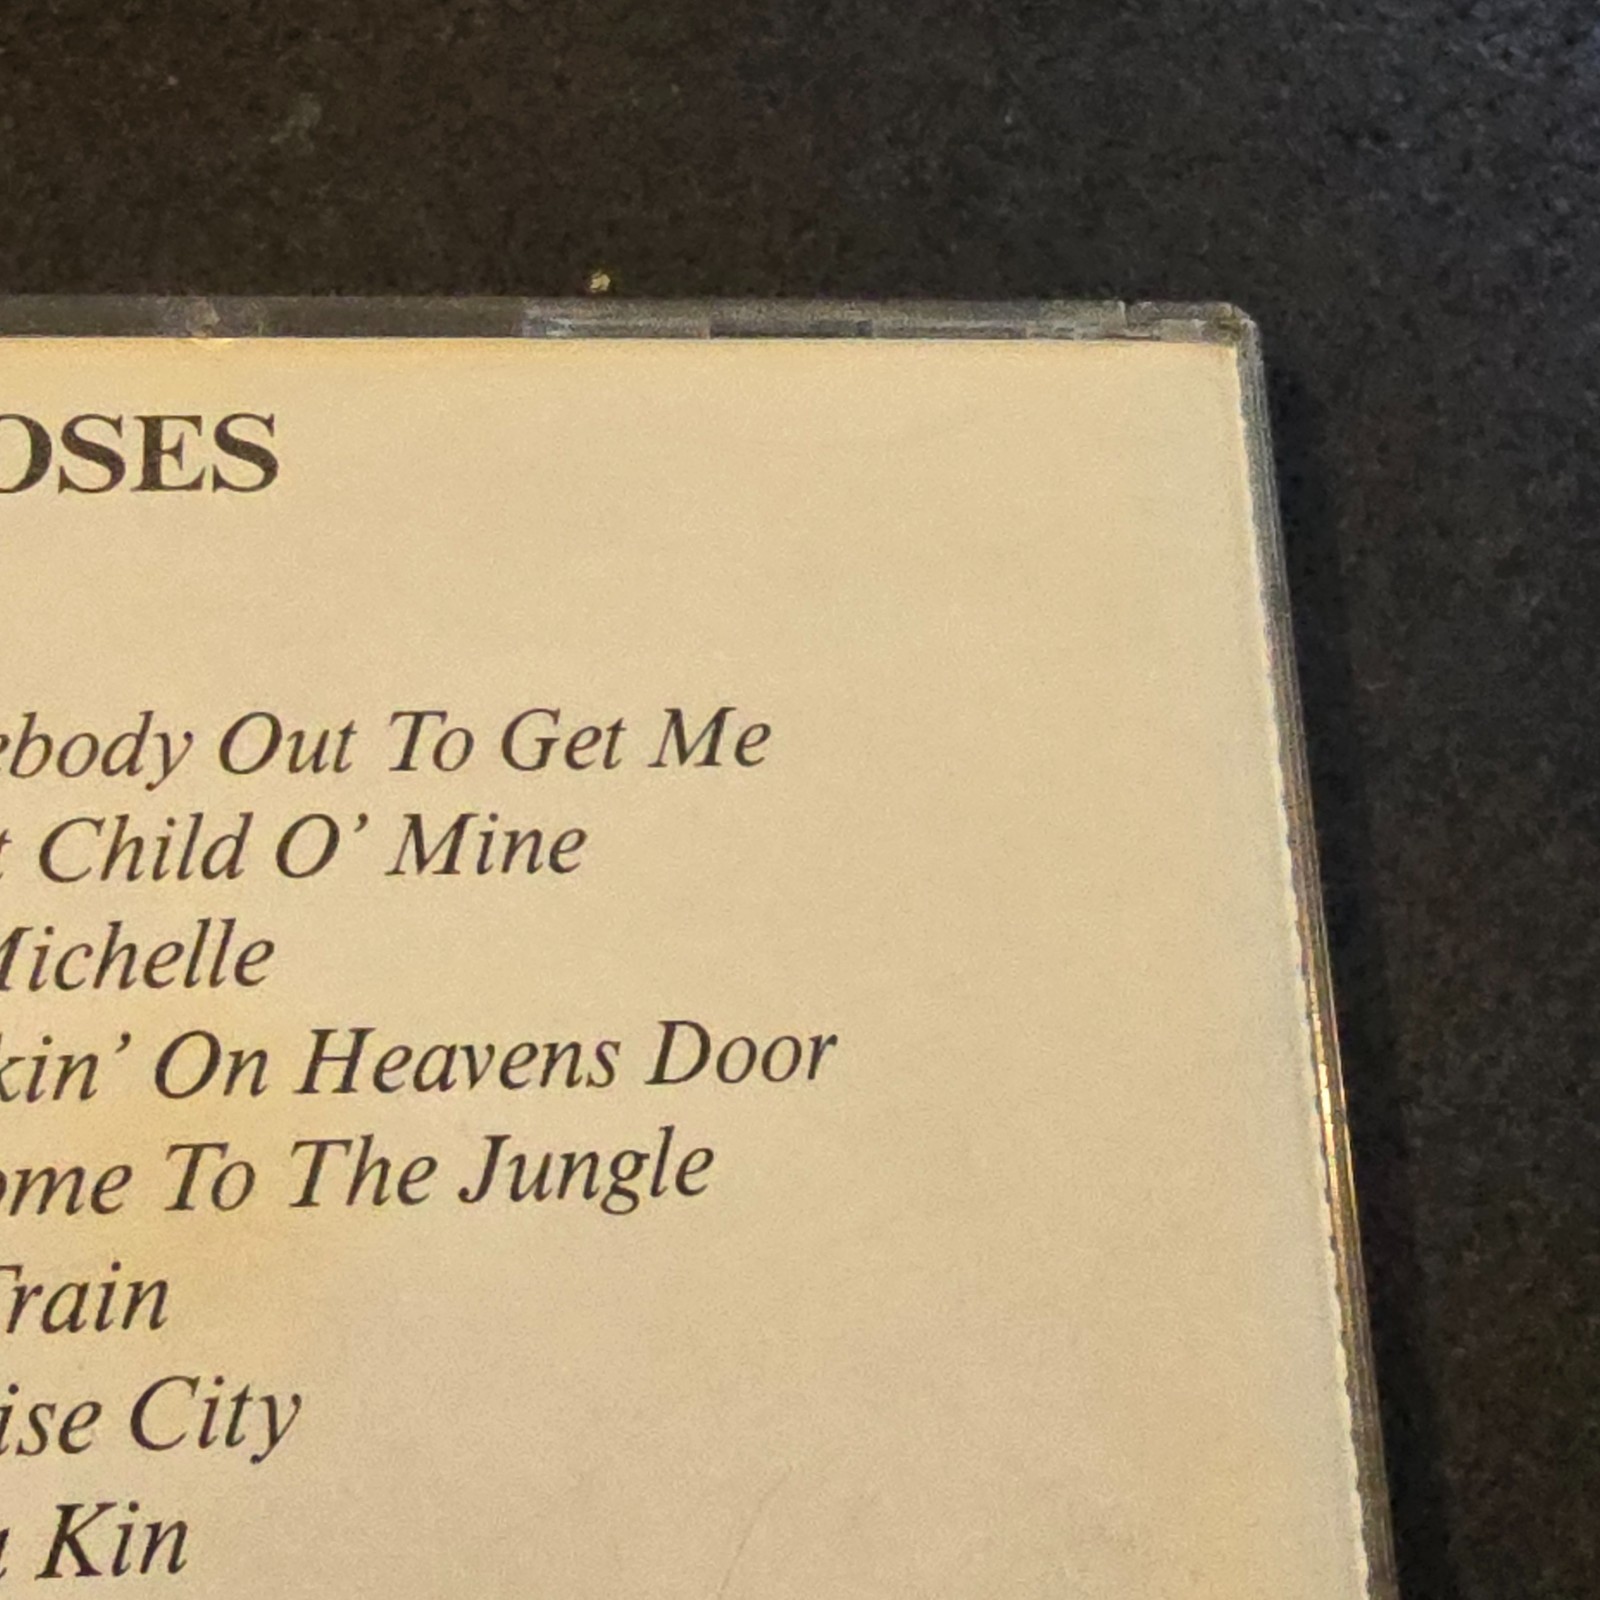 OSES
ebody Out To Get Me
t Child O' Mine
Michelle
kin' On Heavens Door
ome To The Jungle
Train
ise City
a Kin